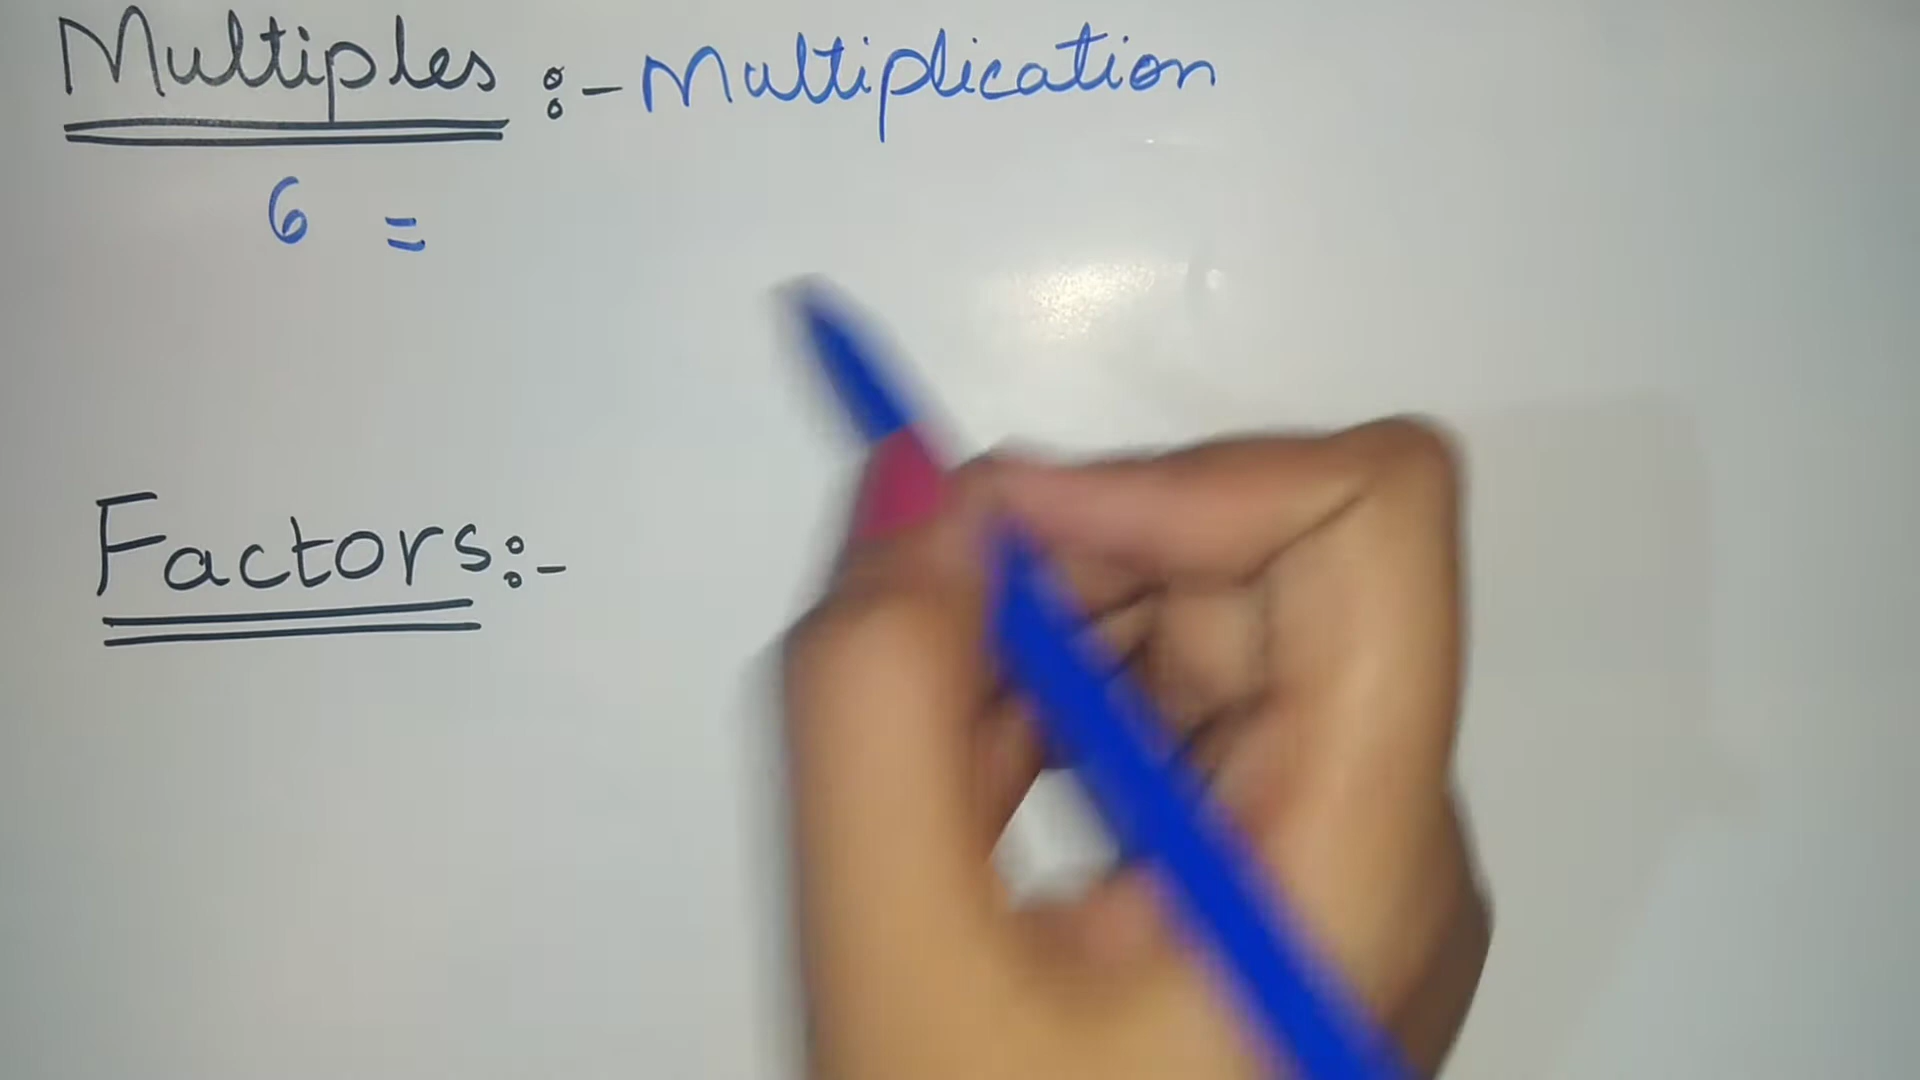 Multiples :- Multiplication
6 =
Factors :-